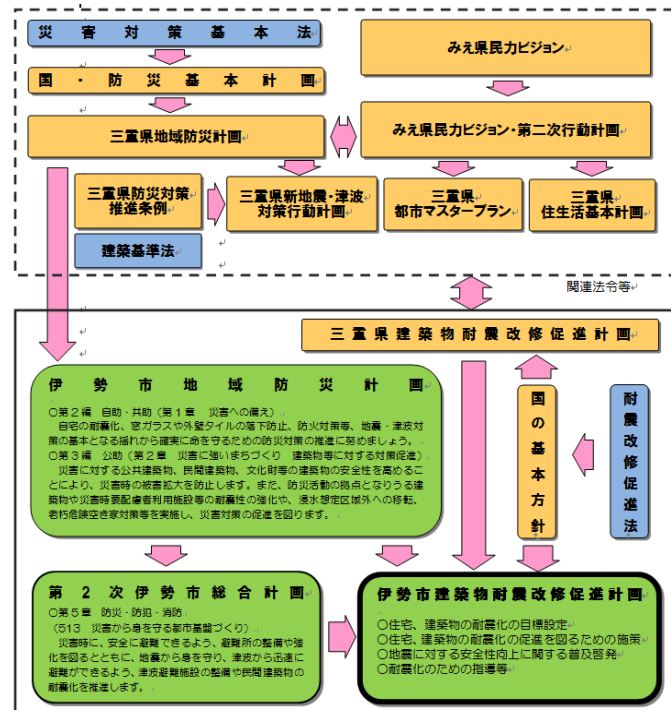 災害対策基本法
国・防災基本計画
三重県地域防災計画
みえ県民力ビジョン
みえ県民力ビジョン・第二次行動計画
三重県防災対策
推進条例
三重県新地震・津波
対策行動計画
三重県
都市マスタープラン
三重県
住生活基本計画
建築基準法
関連法令等
三重県建築物耐震改修促進計画
伊勢市地域防災計画
○第2編 自助・共助(第1章 災害への備え)
自宅の耐震化、窓ガラスや外壁タイルの落下防止、防火対策等、地震・津波対
策の基本となる揺れから確実に命を守るための防災対策の推進に努めましょう。
○第3編 公助(第2章 災害に強いまちづくり 建築物等に対する対策促進)
災害に対する公共建築物、民間建築物、文化財等の建築物の安全性を高めるこ
とにより、災害時の被害拡大を防止します。また、防災活動の拠点となりうる建
築物や災害時要配慮者利用施設等の耐震性の強化や、浸水想定区域外への移転、
老朽危険空き家対策等を実施し、災害対策の促進を図ります。
国の基本方針
耐震改修促進法
第2次伊勢市総合計画
○第5章 防災・防犯・消防
(513 災害から身を守る都市基盤づくり)
災害時に、安全に避難できるよう、避難所の整備や強
化を図るとともに、地震から身を守り、津波から迅速に
避難ができるよう、津波避難施設の整備や民間建築物の
耐震化を推進します。
伊勢市建築物耐震改修促進計画
○住宅、建築物の耐震化の目標設定
○住宅、建築物の耐震化の促進を図るための施策
○地震に対する安全性向上に関する普及啓発
○耐震化のための指導等